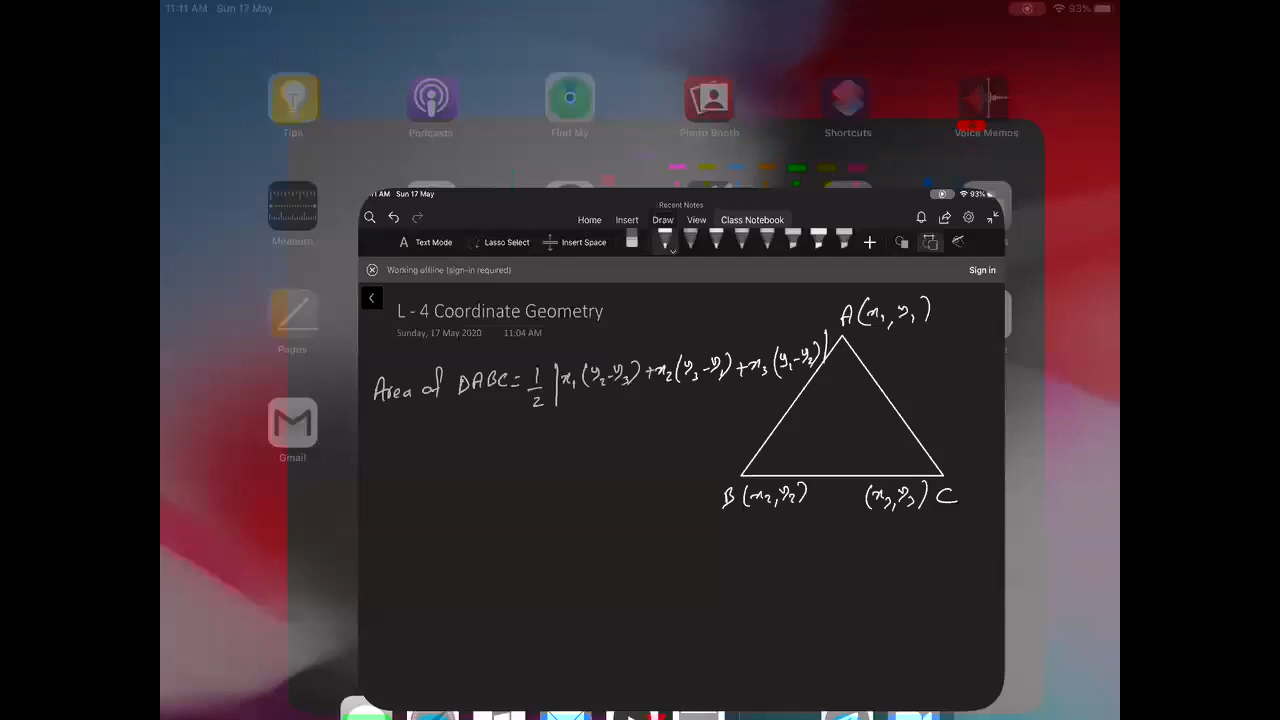 11:11 AM Sun 17 May
93%
Tips
Podcasts
Find My
Photo Booth
Shortcuts
Voice Memos
Measure
Pages
Gmail
11 AM Sun 17 May
93%
Recent Notes
Home Insert Draw View Class Notebook
Text Mode Lasso Select Insert Space
Working offline (sign-in required)
Sign in
L - 4 Coordinate Geometry
Sunday, 17 May 2020 11:04 AM
A(x₁, y₁)
Area of ΔABC = 1/2 |x₁(y₂-y₃)+x₂(y₃-y₁)+x₃(y₁-y₂)|
B(x₂,y₂) (x₃,y₃) C